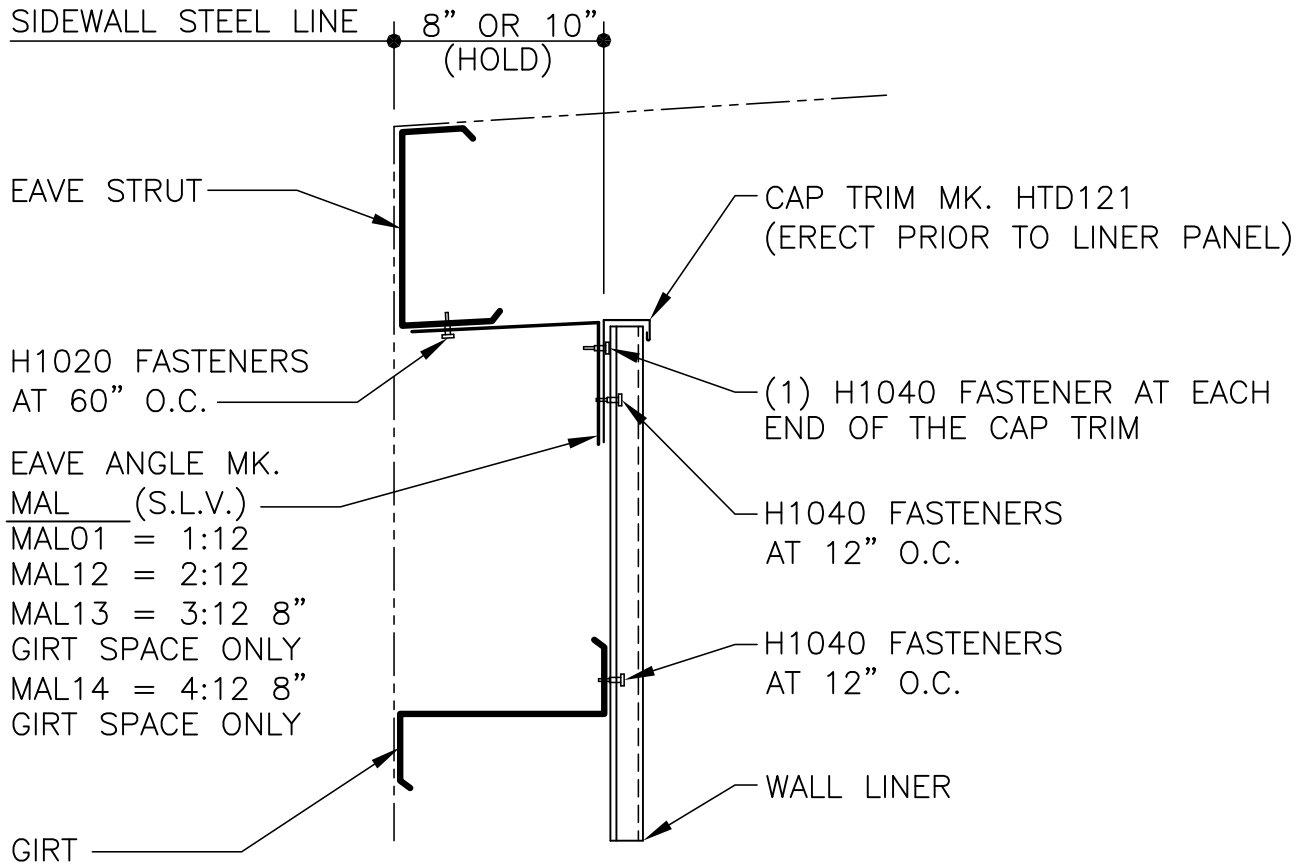 SIDEWALL STEEL LINE
8” OR 10”
(HOLD)
EAVE STRUT
CAP TRIM MK. HTD121
(ERECT PRIOR TO LINER PANEL)
H1020 FASTENERS
AT 60” O.C.
(1) H1040 FASTENER AT EACH
END OF THE CAP TRIM
EAVE ANGLE MK.
MAL (S.L.V.)
MAL01 = 1:12
MAL12 = 2:12
MAL13 = 3:12 8”
GIRT SPACE ONLY
MAL14 = 4:12 8”
GIRT SPACE ONLY
H1040 FASTENERS
AT 12” O.C.
H1040 FASTENERS
AT 12” O.C.
WALL LINER
GIRT